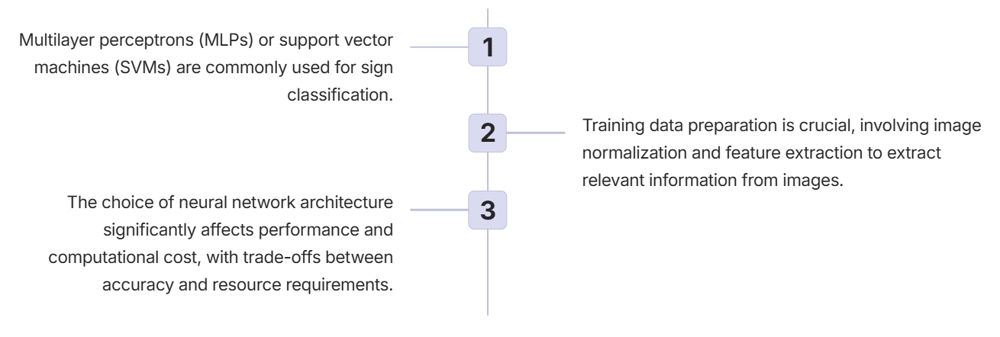 1
Multilayer perceptrons (MLPs) or support vector
machines (SVMs) are commonly used for sign
classification.
2
Training data preparation is crucial, involving image
normalization and feature extraction to extract
relevant information from images.
3
The choice of neural network architecture
significantly affects performance and
computational cost, with trade-offs between
accuracy and resource requirements.